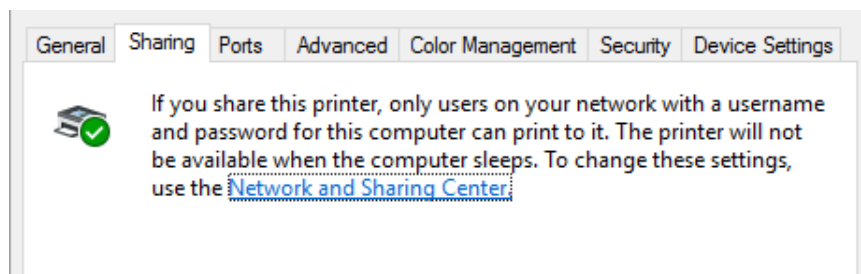 General Sharing Ports Advanced Color Management Security Device Settings
If you share this printer, only users on your network with a username
and password for this computer can print to it. The printer will not
be available when the computer sleeps. To change these settings,
use the Network and Sharing Center.